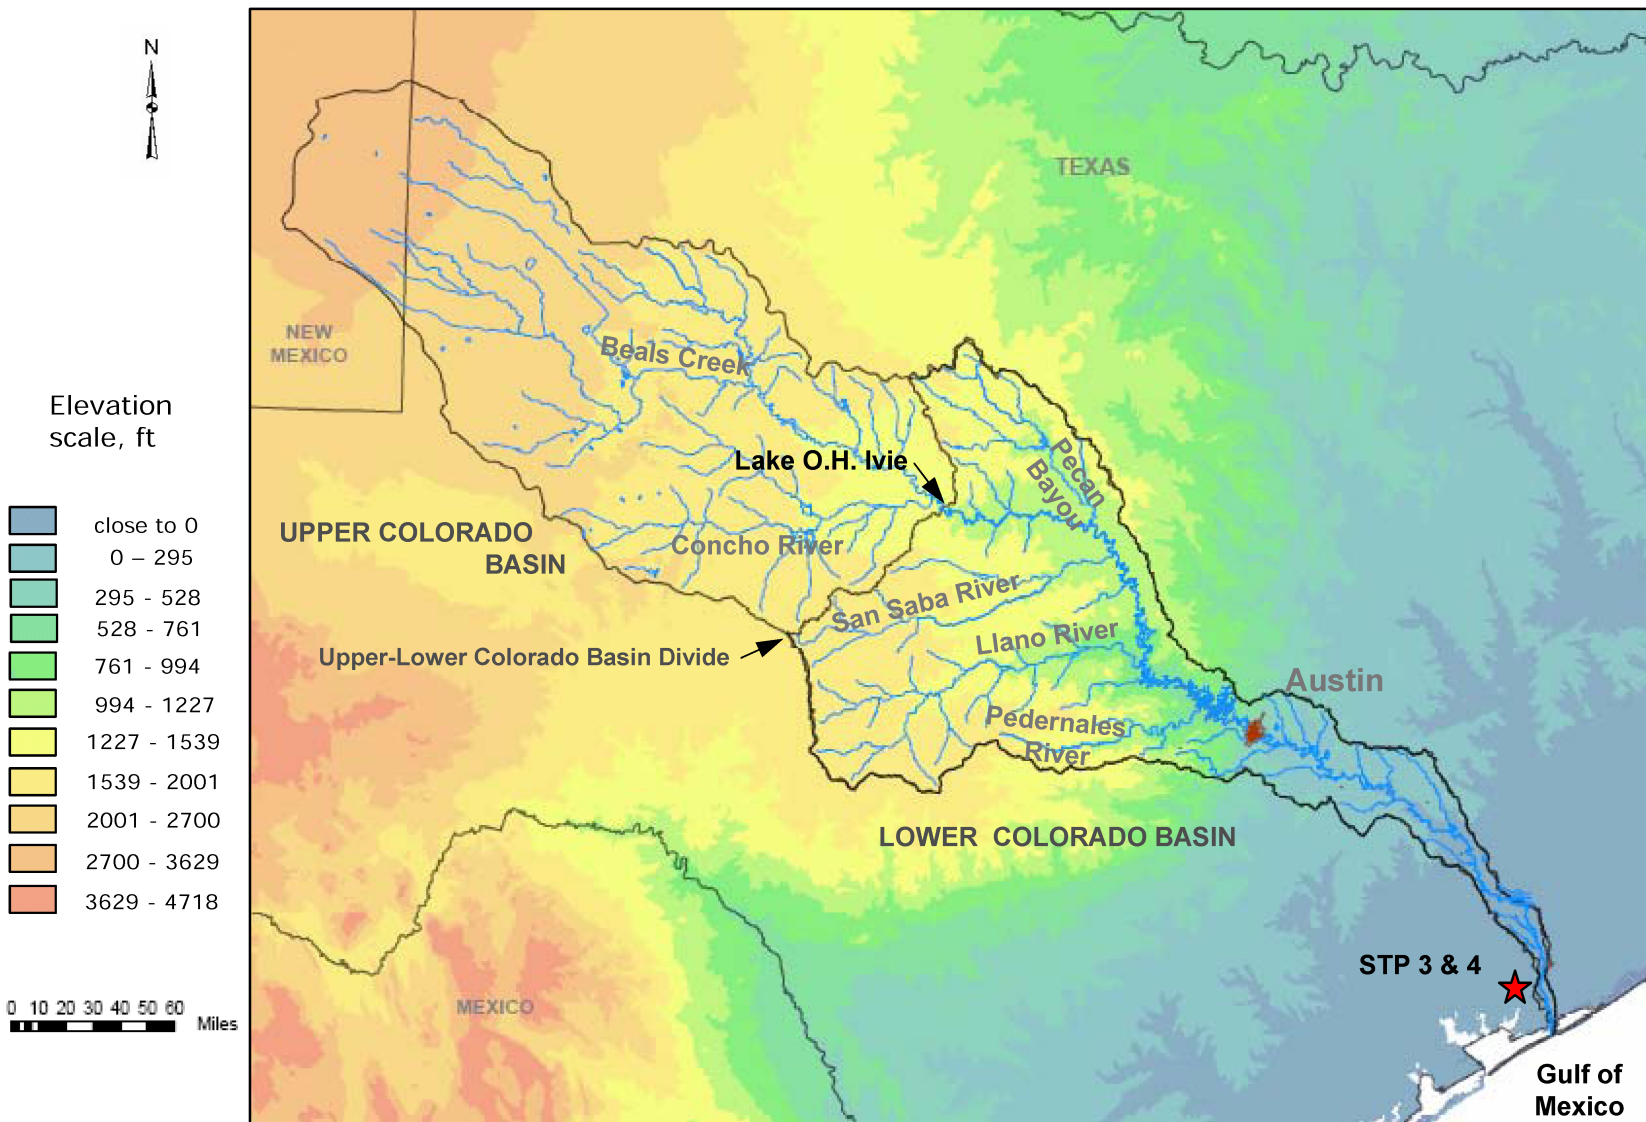 N
TEXAS
NEW
MEXICO
Beals Creek
Elevation
scale, ft
Lake O.H. Ivie
Pecan
Bayou
close to 0
0 – 295
295 - 528
528 - 761
761 - 994
994 - 1227
1227 - 1539
1539 - 2001
2001 - 2700
2700 - 3629
3629 - 4718
UPPER COLORADO
BASIN
Concho River
San Saba River
Llano River
Upper-Lower Colorado Basin Divide
Austin
Pedernales
River
LOWER COLORADO BASIN
STP 3 & 4
MEXICO
0 10 20 30 40 50 60
Miles
Gulf of
Mexico